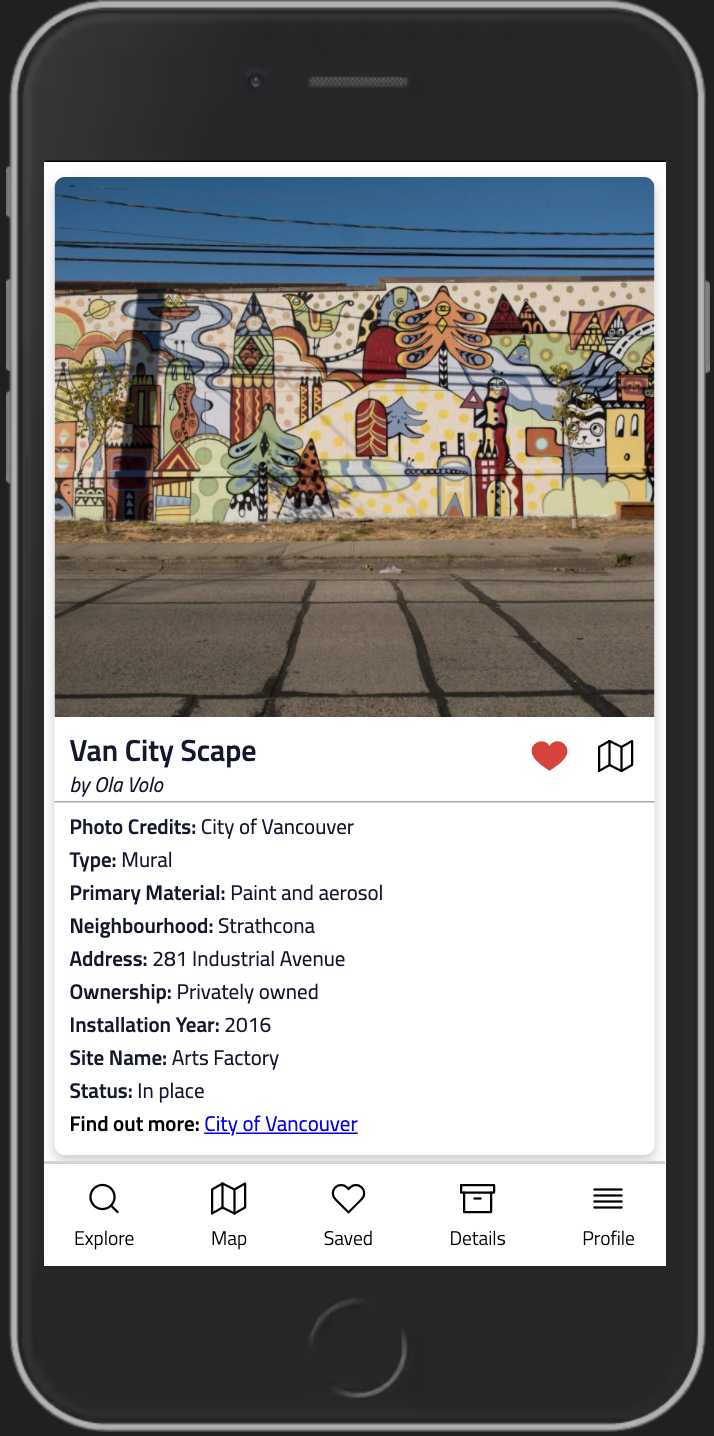 Van City Scape
by Ola Volo
Photo Credits: City of Vancouver
Type: Mural
Primary Material: Paint and aerosol
Neighbourhood: Strathcona
Address: 281 Industrial Avenue
Ownership: Privately owned
Installation Year: 2016
Site Name: Arts Factory
Status: In place
Find out more: City of Vancouver
Explore Map Saved Details Profile